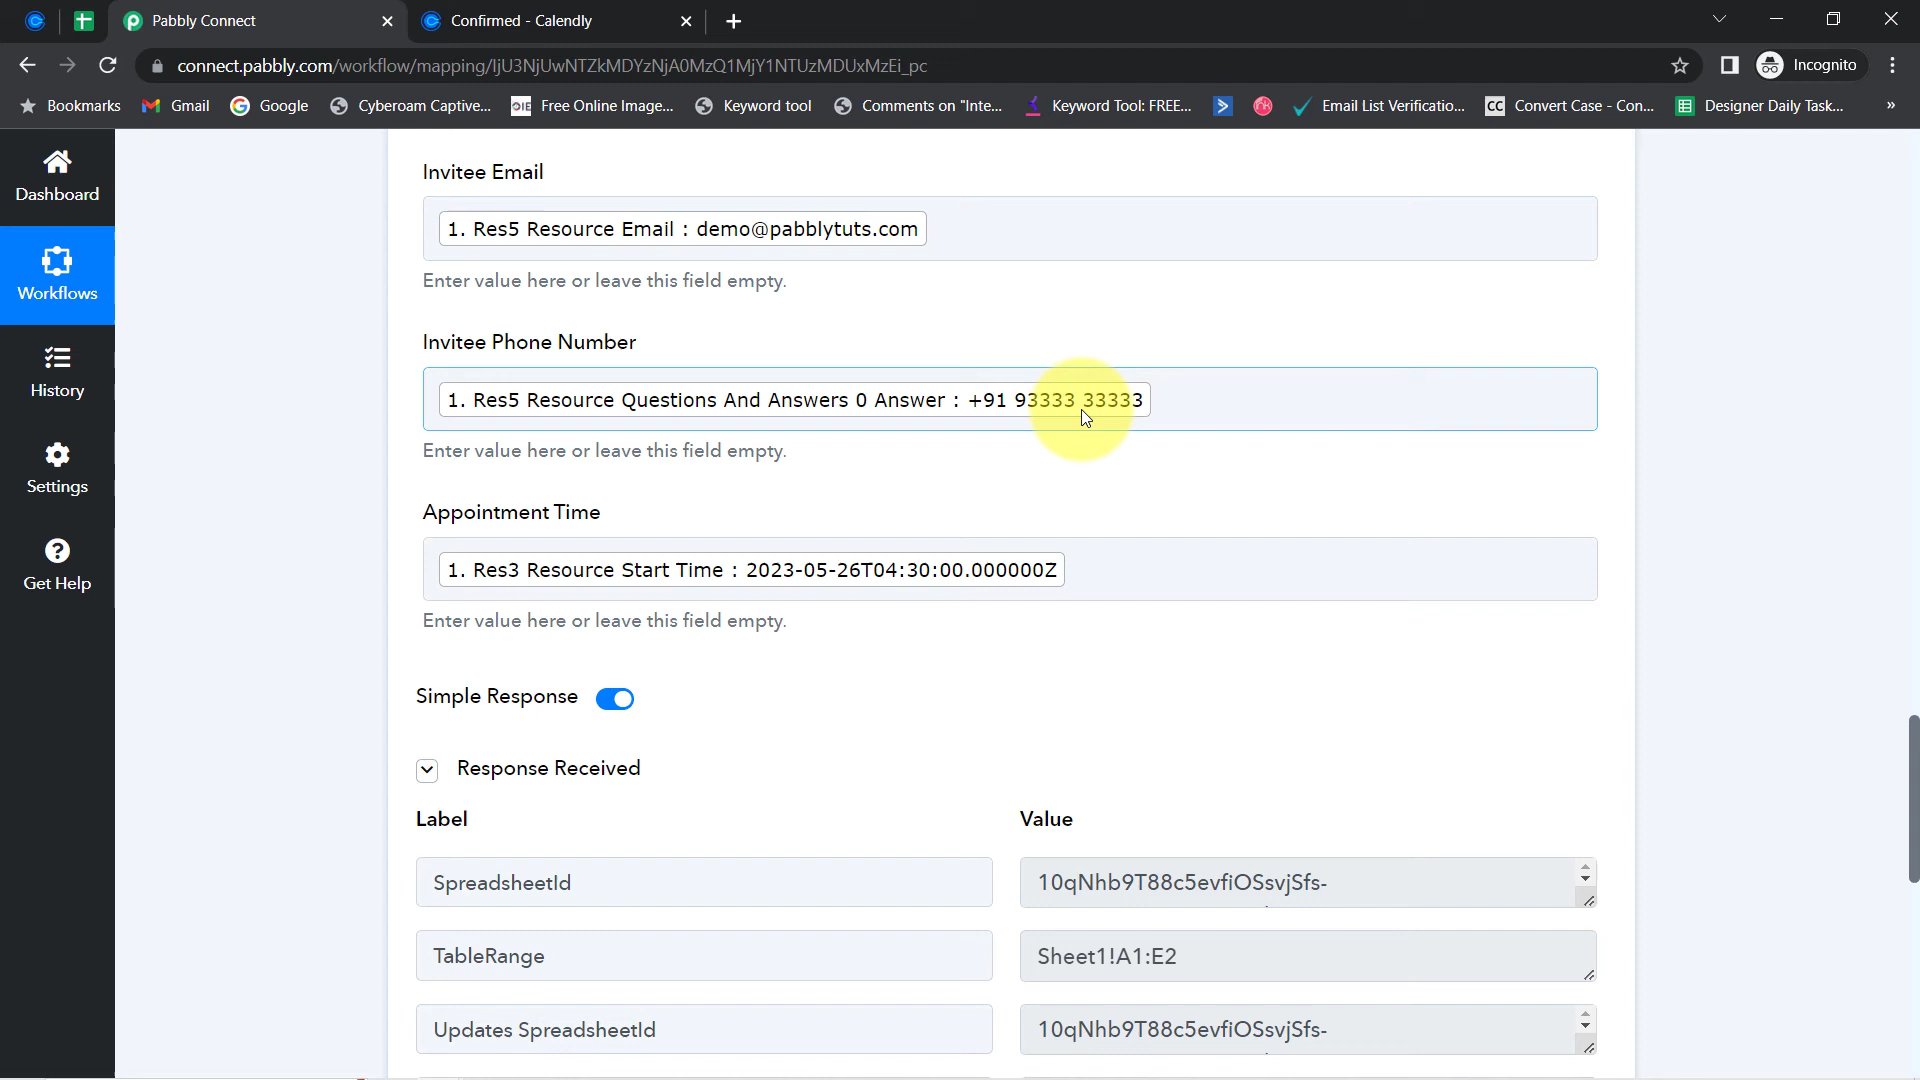 Pabbly Connect
Confirmed - Calendly
connect.pabbly.com/workflow/mapping/IjU3NjUwNTZkMDYzNjA0MzQ1MjY1NTUzMDUxMzEi_pc
Incognito
Bookmarks
Gmail
Google
Cyberoam Captive...
OIE
Free Online Image...
Keyword tool
Comments on "Inte...
Keyword Tool: FREE...
Email List Verificatio...
CC
Convert Case - Con...
Designer Daily Task...
»
Dashboard
Workflows
History
Settings
Get Help
Invitee Email
1. Res5 Resource Email : demo@pabblytuts.com
Enter value here or leave this field empty.
Invitee Phone Number
1. Res5 Resource Questions And Answers 0 Answer : +91 93333 33333
Enter value here or leave this field empty.
Appointment Time
1. Res3 Resource Start Time : 2023-05-26T04:30:00.000000Z
Enter value here or leave this field empty.
Simple Response
Response Received
Label
Value
SpreadsheetId
10qNhb9T88c5evfiOSsvjSfs-
TableRange
Sheet1!A1:E2
Updates SpreadsheetId
10qNhb9T88c5evfiOSsvjSfs-